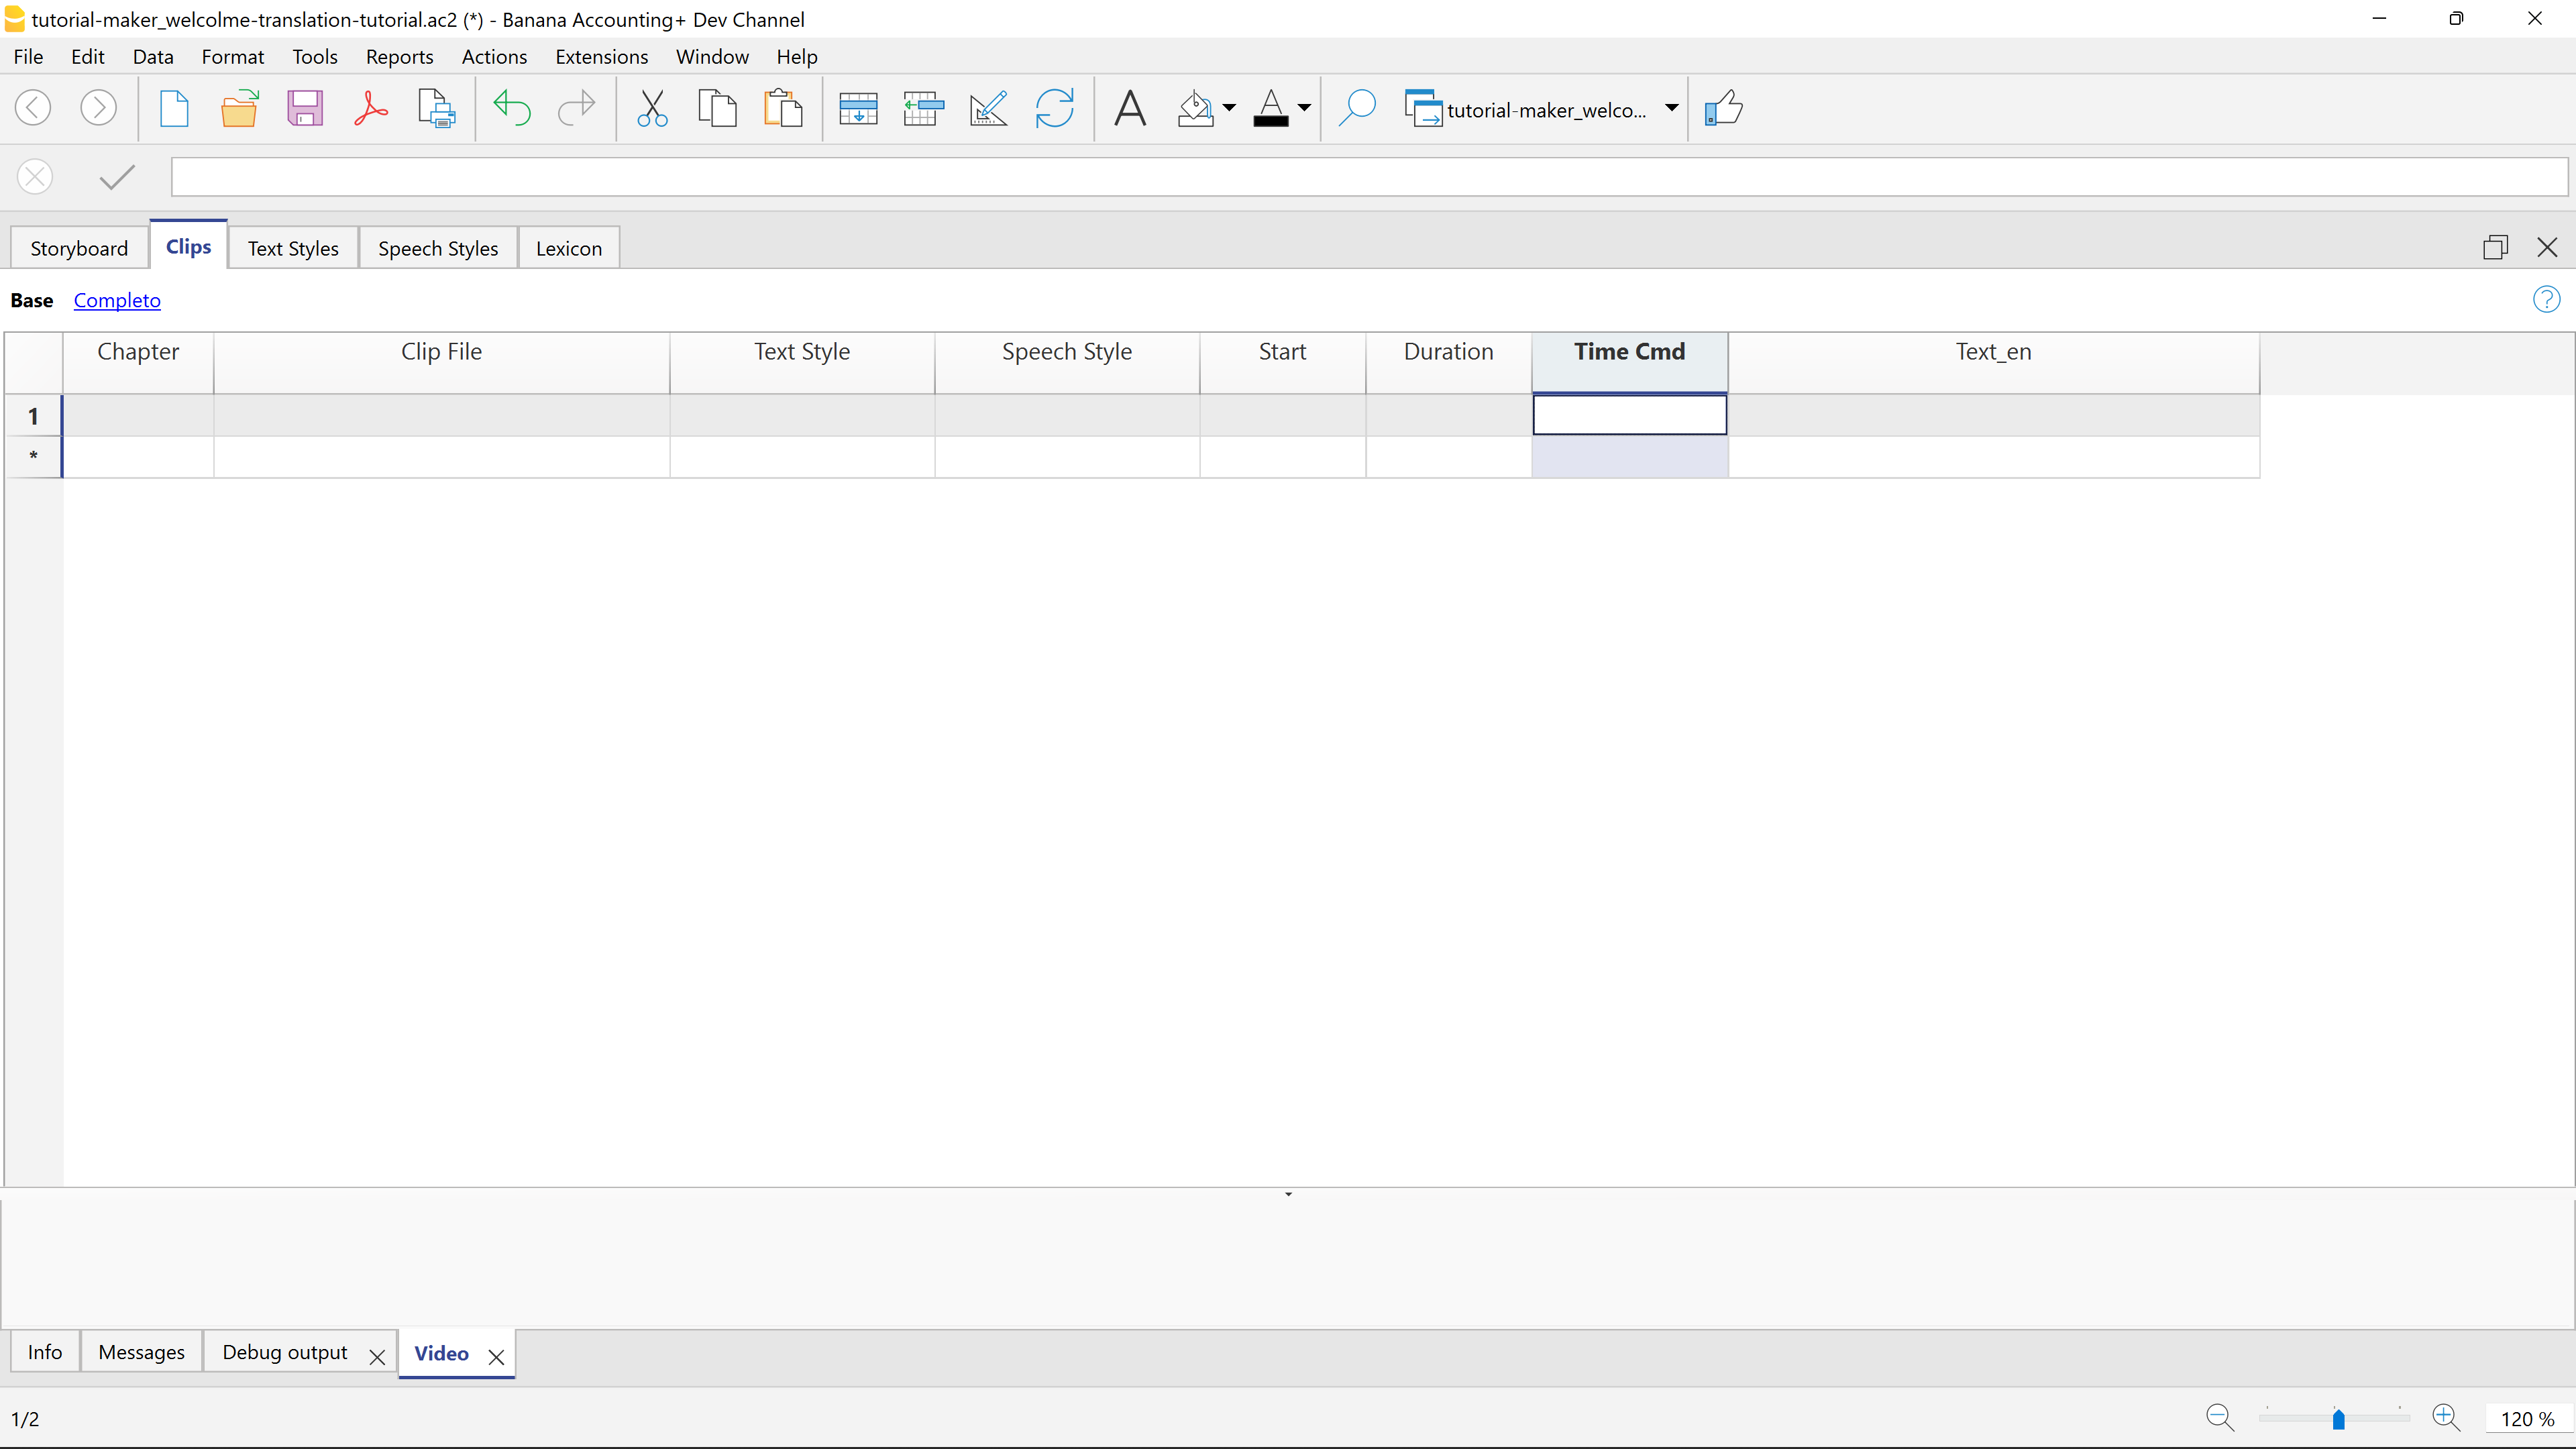 tutorial-maker_welcolme-translation-tutorial.ac2 (*) - Banana Accounting+ Dev Channel
File Edit Data Format Tools Reports Actions Extensions Window Help
tutorial-maker_welco...
Storyboard Clips Text Styles Speech Styles Lexicon
Base Completo
Chapter Clip File Text Style Speech Style Start Duration Time Cmd Text_en
1
*
Info Messages Debug output Video
1/2 120 %